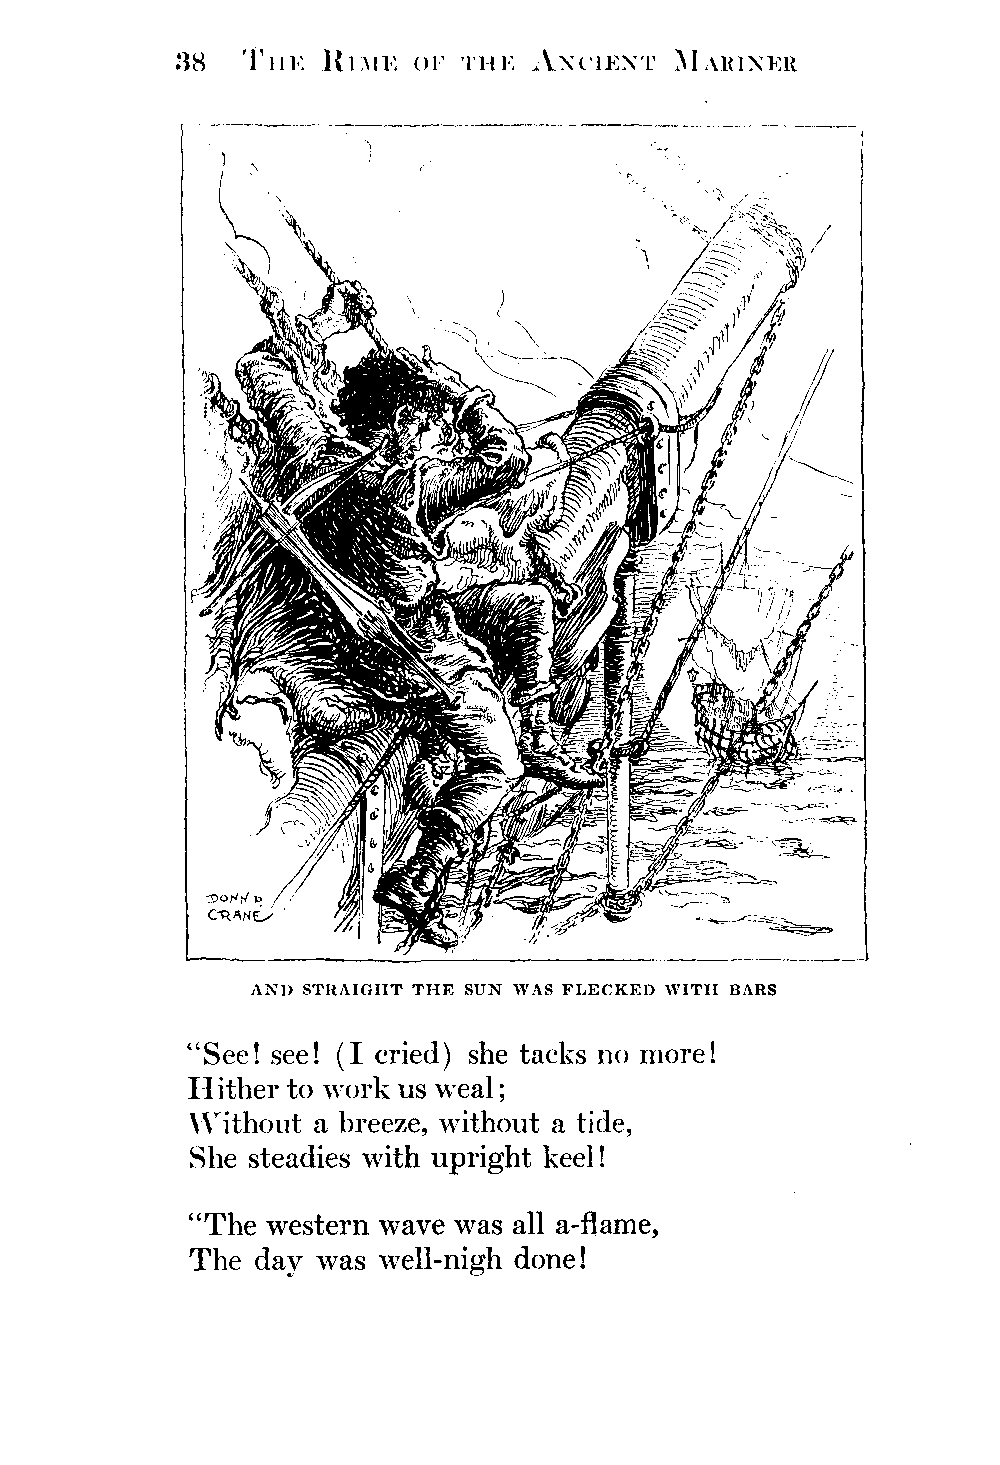 38 THE RIME OF THE ANCIENT MARINER
DONN P.
CRANE
AND STRAIGHT THE SUN WAS FLECKED WITH BARS
“See! see! (I cried) she tacks no more!
Hither to work us weal;
Without a breeze, without a tide,
She steadies with upright keel!
“The western wave was all a-flame,
The day was well-nigh done!